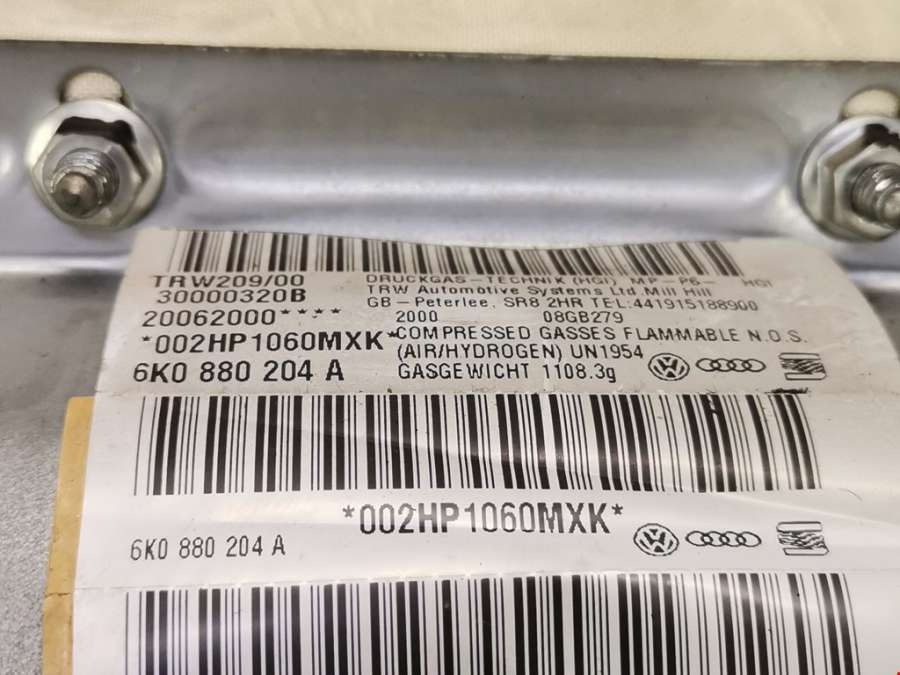 TRW209/00
30000320B
20062000****
*002HP1060MXK*
6K0 880 204 A
DRUCKGAS-TECHNIK (HGI) MP-P6- HGI
TRW Automotive Systems Ltd.Mill Hill
GB - Peterlee, SR8 2HR TEL:441915188900
2000 08GB279
COMPRESSED GASSES FLAMMABLE N.O.S.
(AIR/HYDROGEN) UN1954
GASGEWICHT 1108.3g
*002HP1060MXK*
6K0 880 204 A